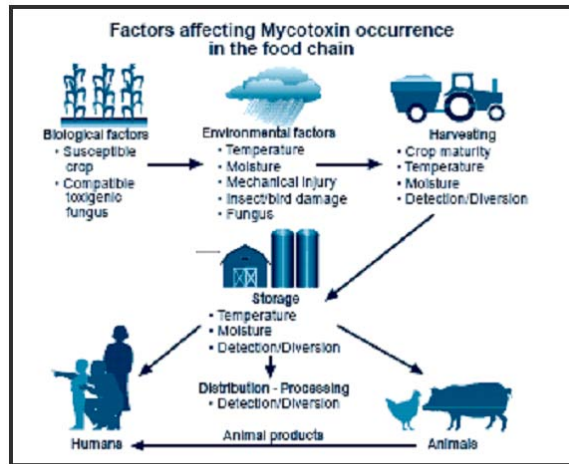 Factors affecting Mycotoxin occurrence
in the food chain
Biological factors
• Susceptible
crop
• Compatible
toxigenic
fungus
Environmental factors
• Temperature
• Moisture
• Mechanical injury
• Insect/bird damage
• Fungus
Harvesting
• Crop maturity
• Temperature
• Moisture
• Detection/Diversion
Storage
• Temperature
• Moisture
• Detection/Diversion
Distribution - Processing
• Detection/Diversion
Humans
Animal products
Animals